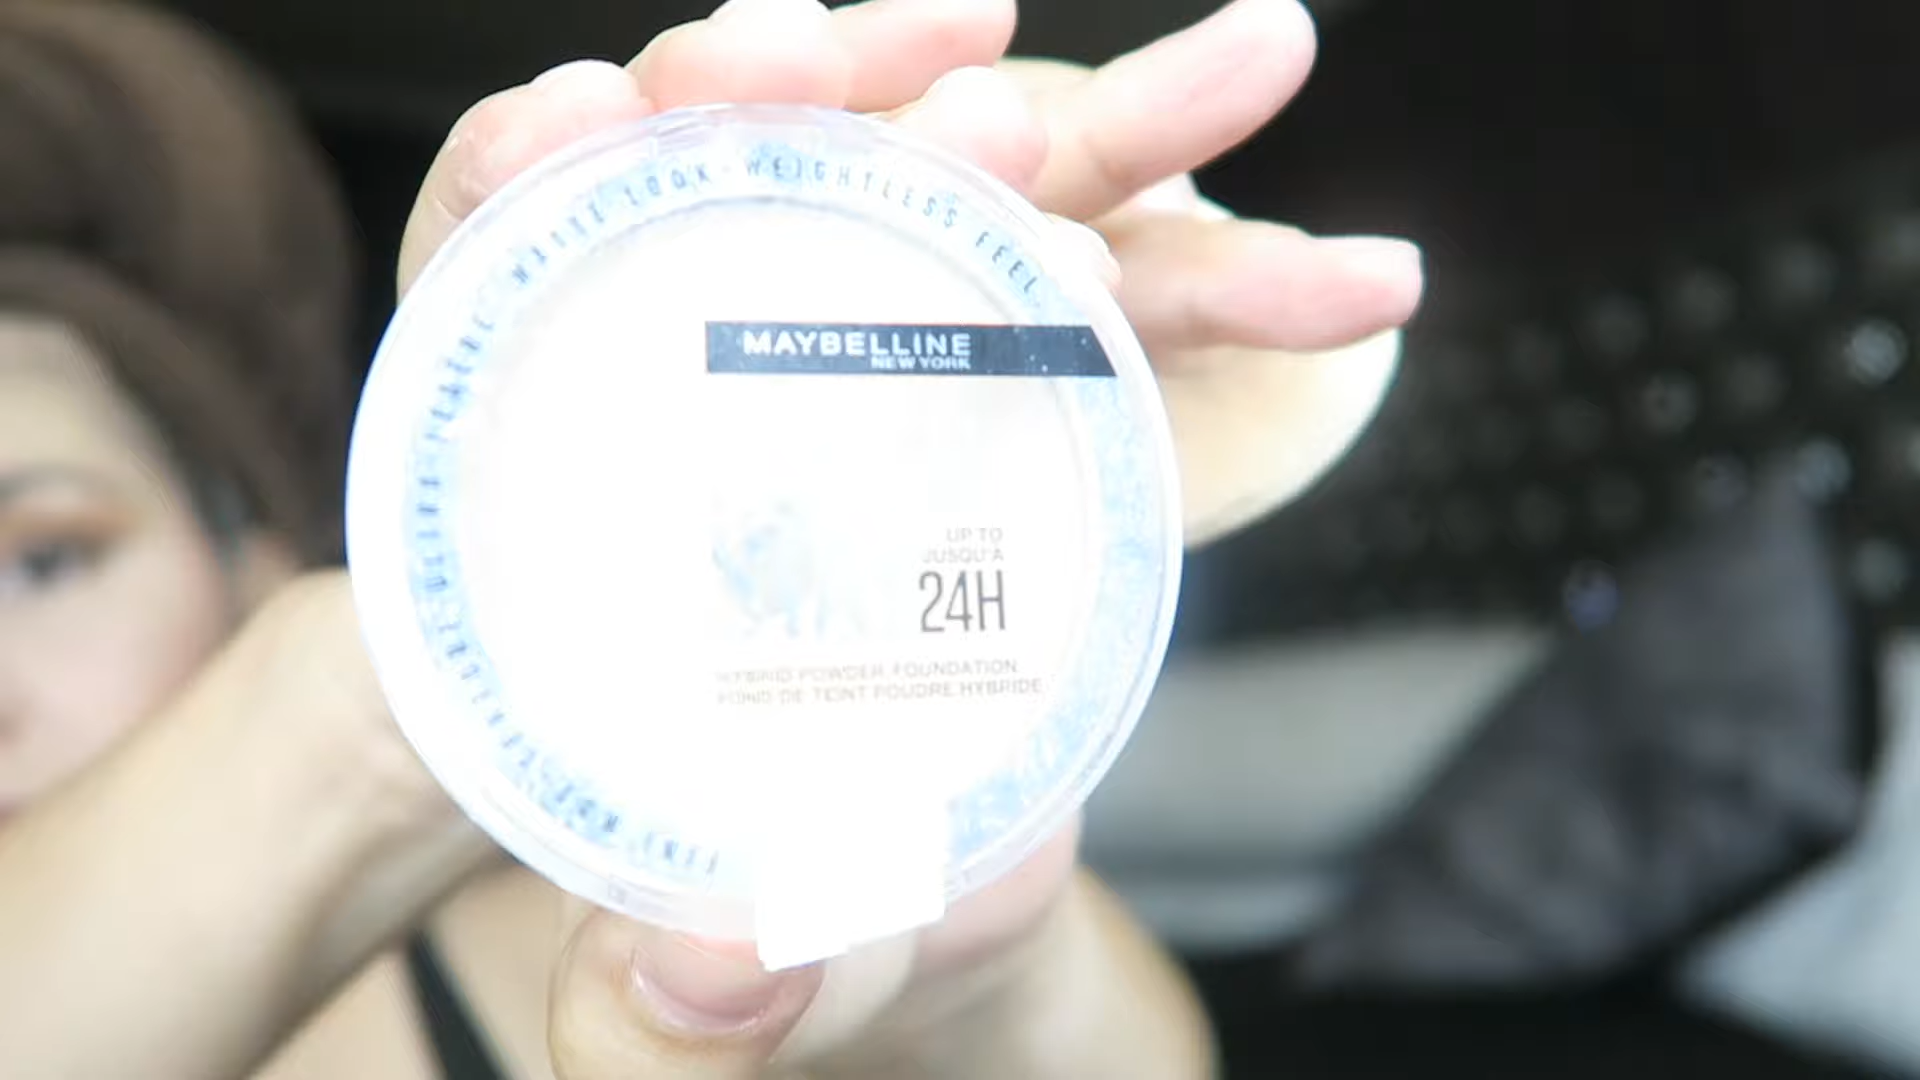 MATTE LOOK · WEIGHTLESS FEEL
MAYBELLINE
NEW YORK
UP TO
JUSQU'À
24H
HYBRID POWDER FOUNDATION
FOND DE TEINT POUDRE HYBRIDE